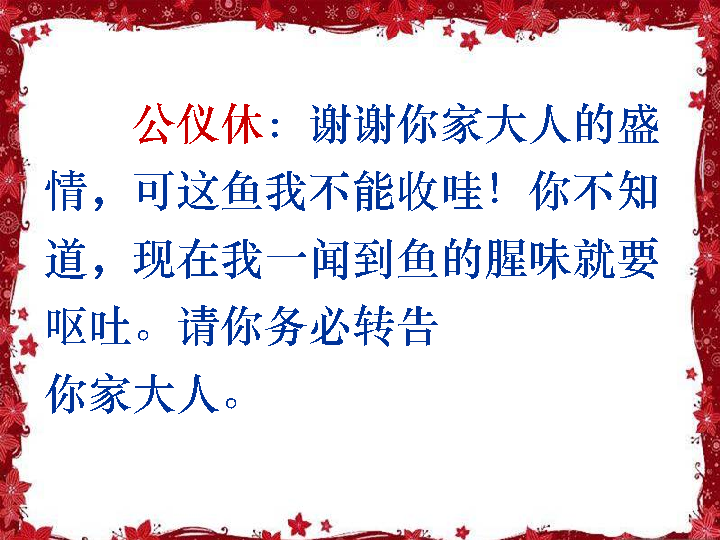 公仪休：谢谢你家大人的盛
情，可这鱼我不能收哇！你不知
道，现在我一闻到鱼的腥味就要
呕吐。请你务必转告
你家大人。